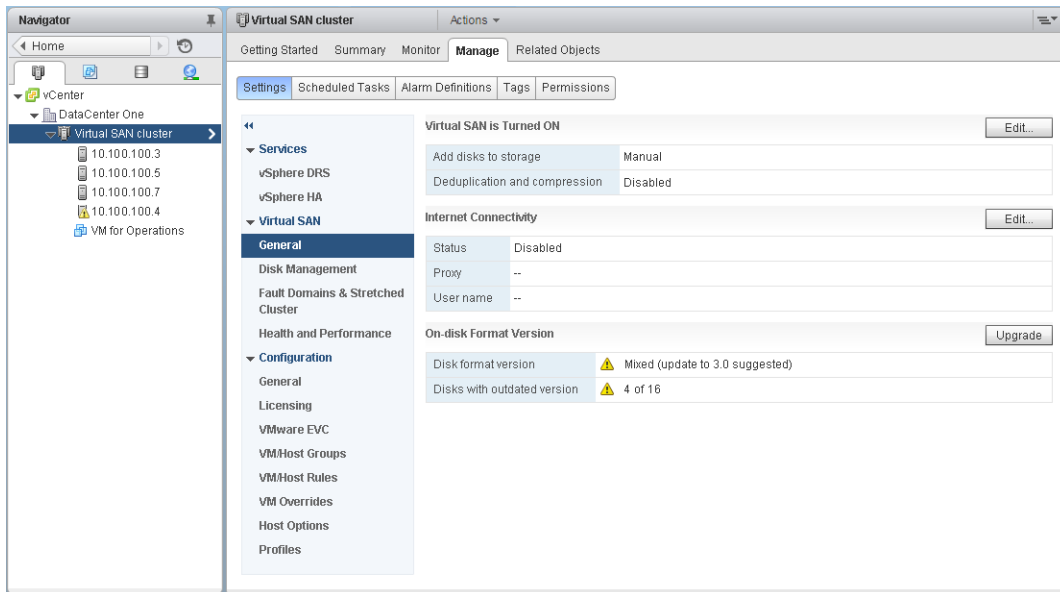 Navigator
Home
vCenter
DataCenter One
Virtual SAN cluster
10.100.100.3
10.100.100.5
10.100.100.7
10.100.100.4
VM for Operations
Virtual SAN cluster Actions
Getting Started Summary Monitor Manage Related Objects
Settings Scheduled Tasks Alarm Definitions Tags Permissions
Services
vSphere DRS
vSphere HA
Virtual SAN
General
Disk Management
Fault Domains & Stretched
Cluster
Health and Performance
Configuration
General
Licensing
VMware EVC
VM/Host Groups
VM/Host Rules
VM Overrides
Host Options
Profiles
Virtual SAN is Turned ON Edit...
Add disks to storage Manual
Deduplication and compression Disabled
Internet Connectivity Edit...
Status Disabled
Proxy --
User name --
On-disk Format Version Upgrade
Disk format version Mixed (update to 3.0 suggested)
Disks with outdated version 4 of 16